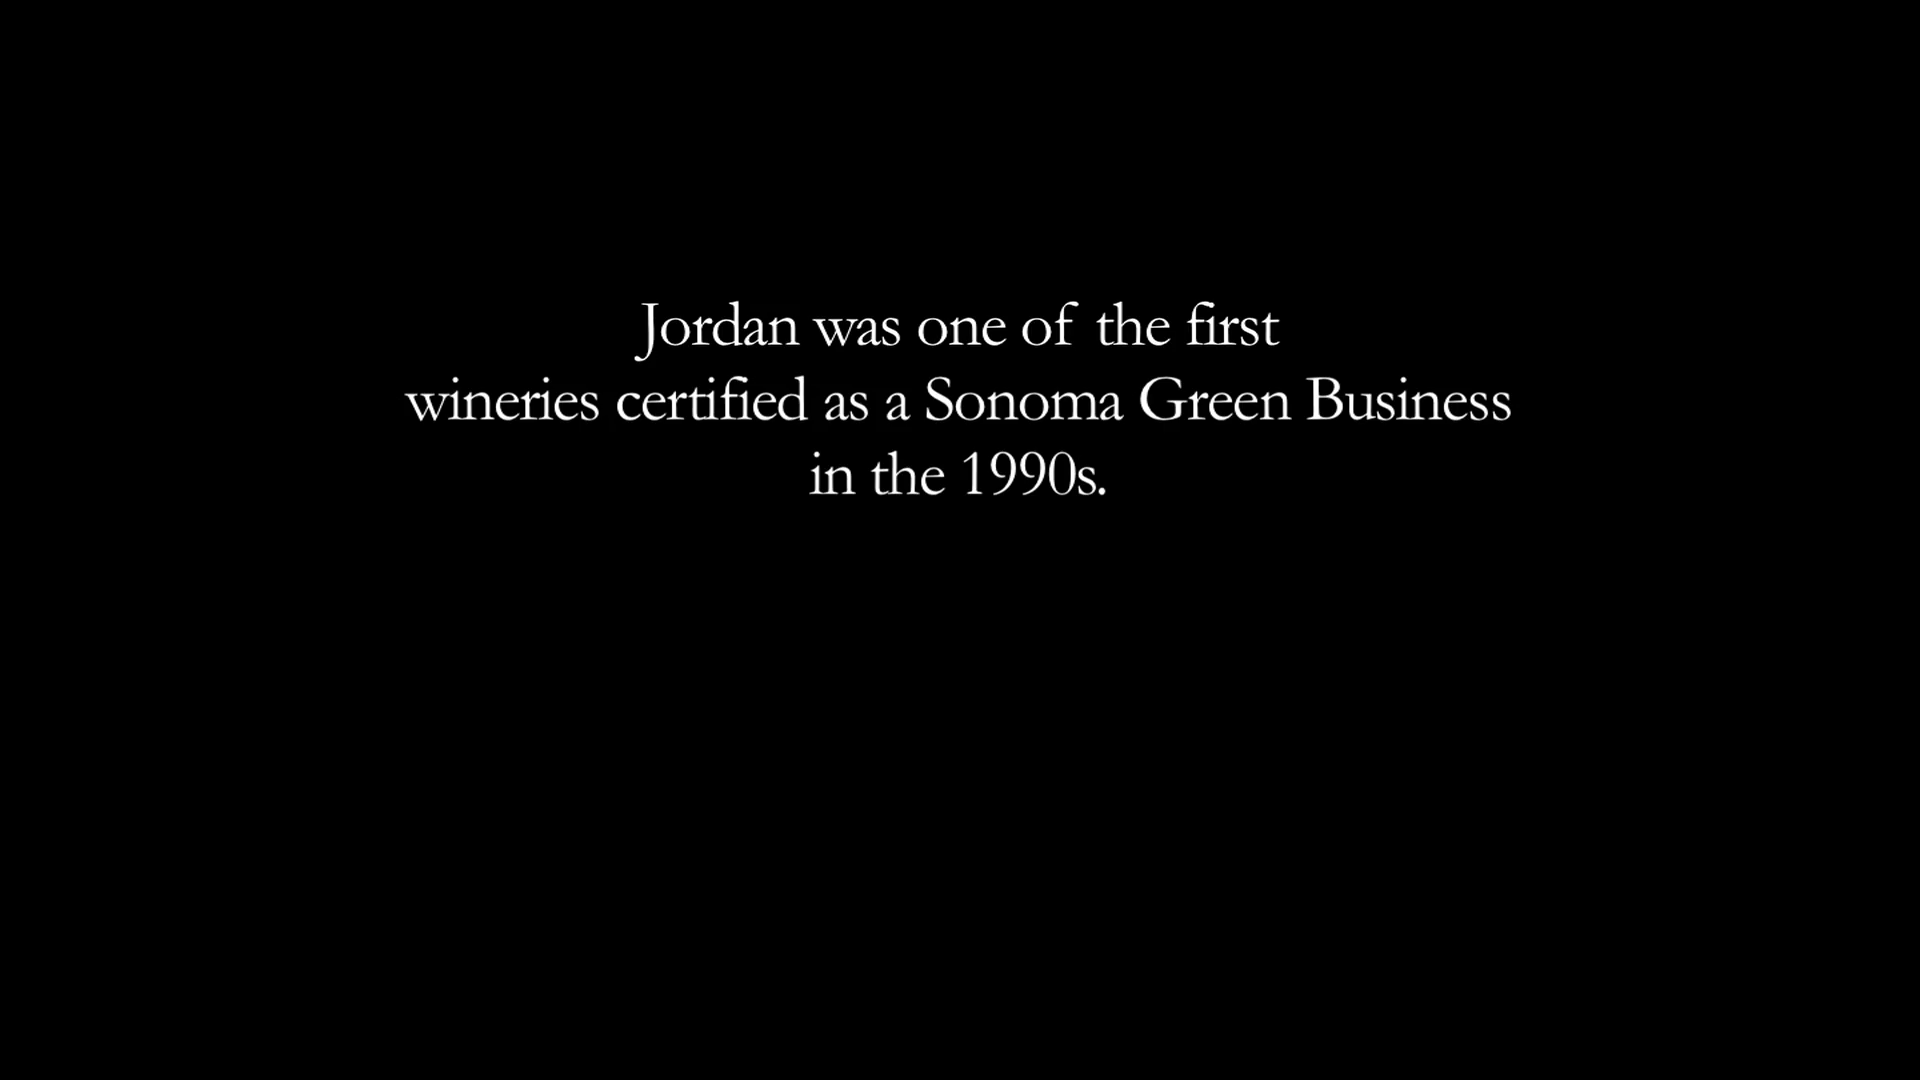 Jordan was one of the first
wineries certified as a Sonoma Green Business
in the 1990s.